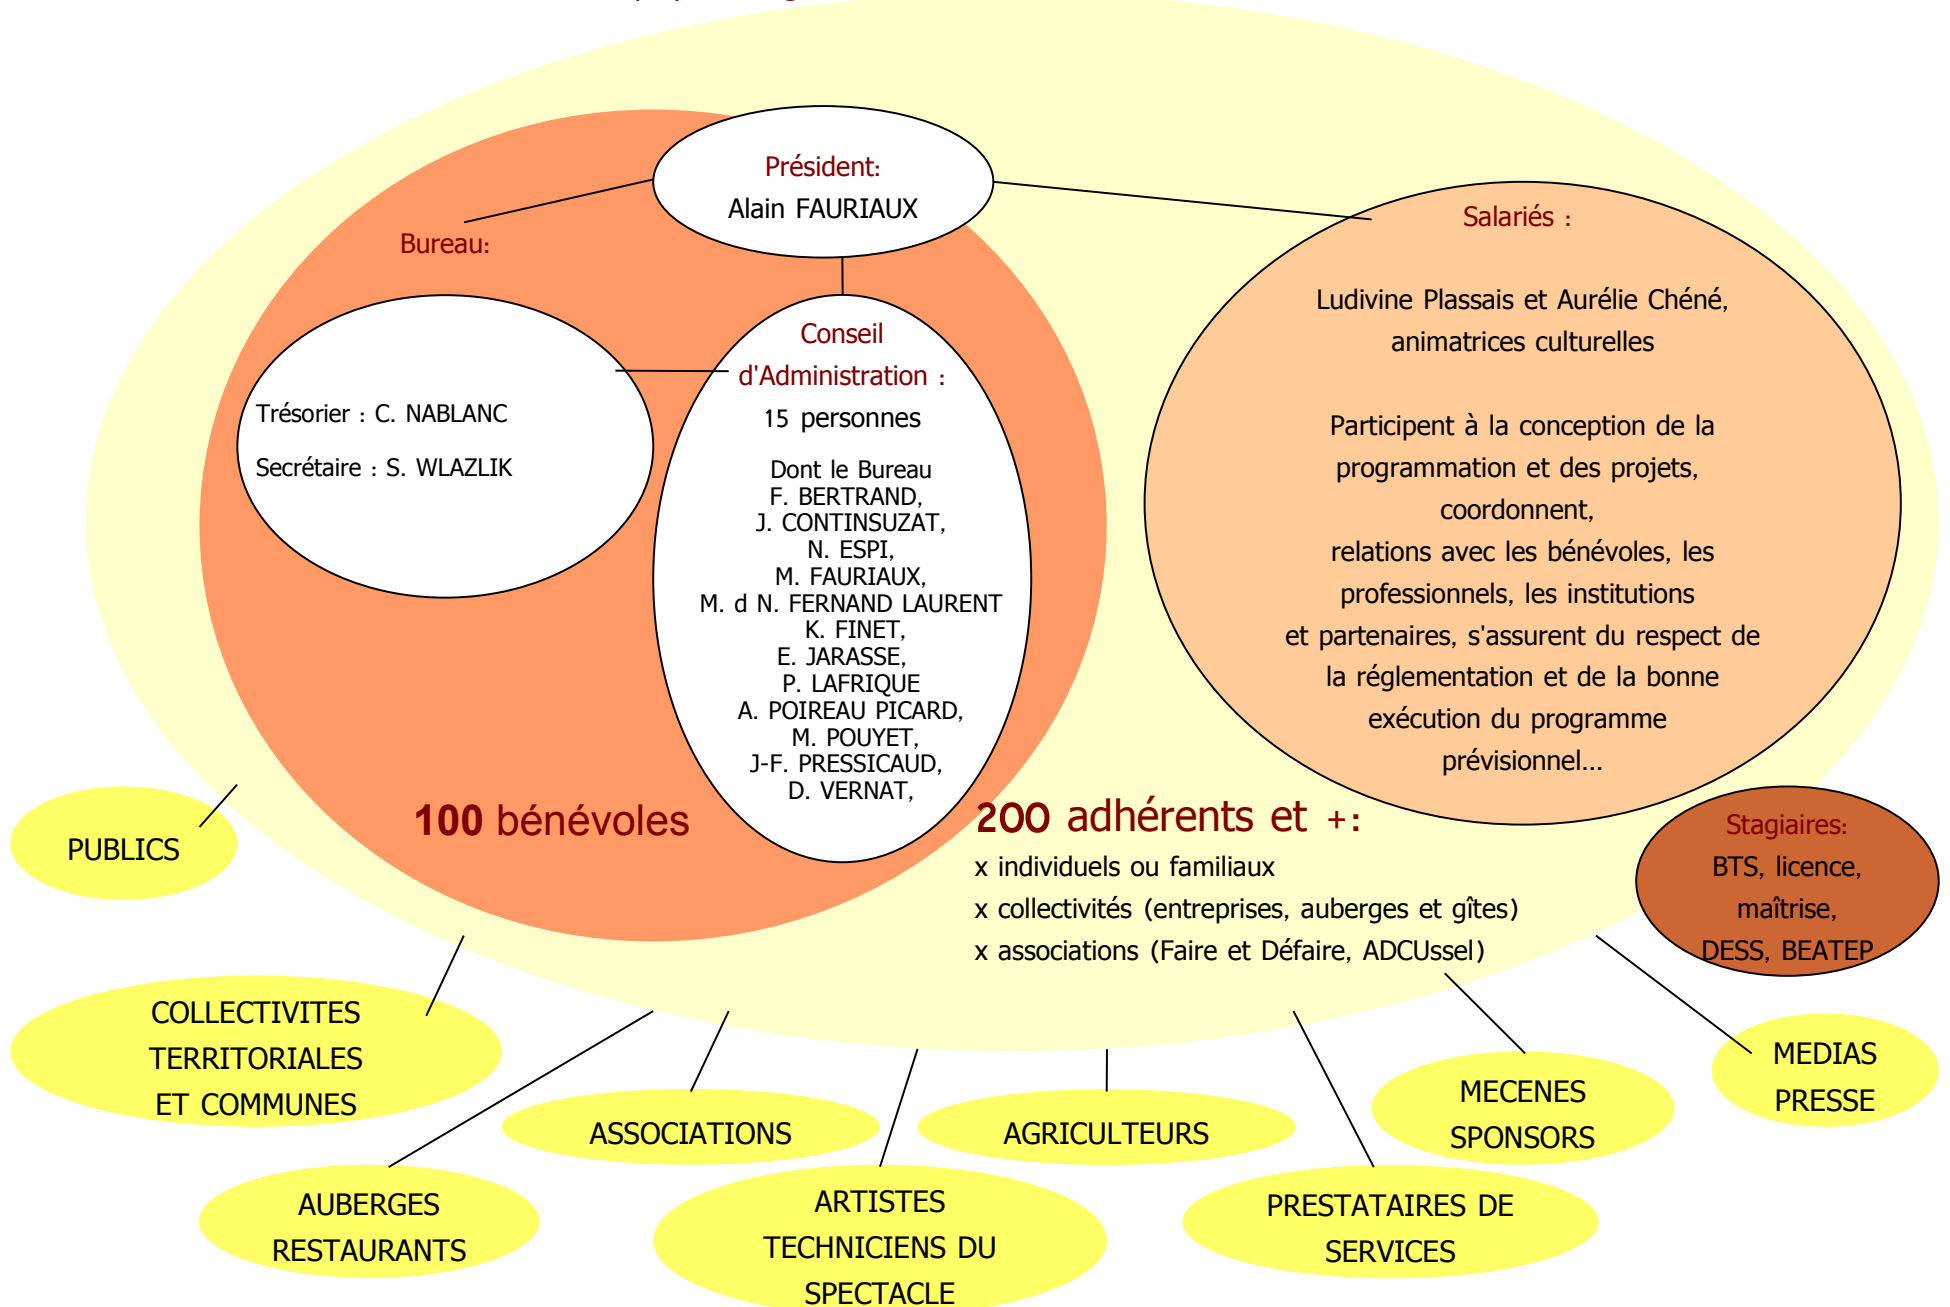 Président:
Alain FAURIAUX
Bureau:
Trésorier : C. NABLANC
Secrétaire : S. WLAZLIK
Conseil
d'Administration :
15 personnes
Dont le Bureau
F. BERTRAND,
J. CONTINSUZAT,
N. ESPI,
M. FAURIAUX,
M. d N. FERNAND LAURENT
K. FINET,
E. JARASSE,
P. LAFRIQUE
A. POIREAU PICARD,
M. POUYET,
J-F. PRESSICAUD,
D. VERNAT,
100 bénévoles
Salariés :
Ludivine Plassais et Aurélie Chéné,
animatrices culturelles
Participent à la conception de la
programmation et des projets,
coordonnent,
relations avec les bénévoles, les
professionnels, les institutions
et partenaires, s'assurent du respect de
la réglementation et de la bonne
exécution du programme
prévisionnel...
200 adhérents et +:
x individuels ou familiaux
x collectivités (entreprises, auberges et gîtes)
x associations (Faire et Défaire, ADCUssel)
Stagiaires:
BTS, licence,
maîtrise,
DESS, BEATEP
PUBLICS
COLLECTIVITES
TERRITORIALES
ET COMMUNES
AUBERGES
RESTAURANTS
ASSOCIATIONS
ARTISTES
TECHNICIENS DU
SPECTACLE
AGRICULTEURS
PRESTATAIRES DE
SERVICES
MECENES
SPONSORS
MEDIAS
PRESSE